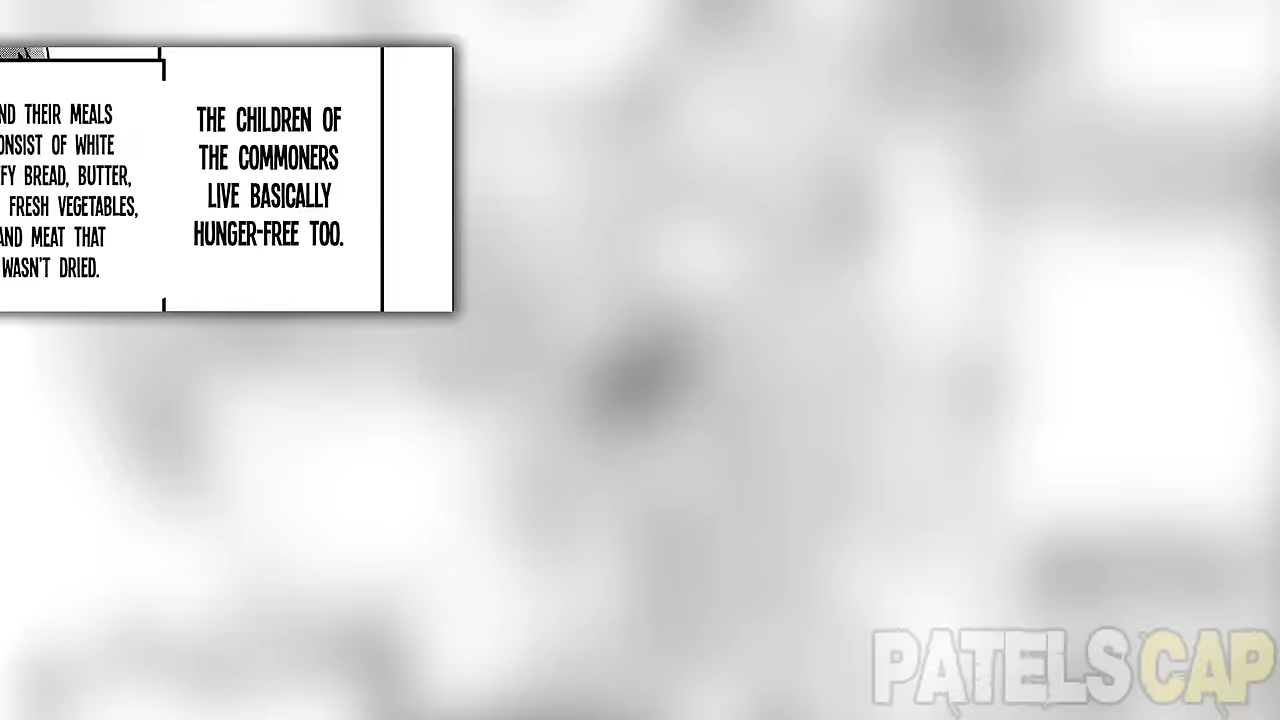 ND THEIR MEALS
ONSIST OF WHITE
FY BREAD, BUTTER,
FRESH VEGETABLES,
AND MEAT THAT
WASN'T DRIED.
THE CHILDREN OF
THE COMMONERS
LIVE BASICALLY
HUNGER-FREE TOO.
PATELSCAP